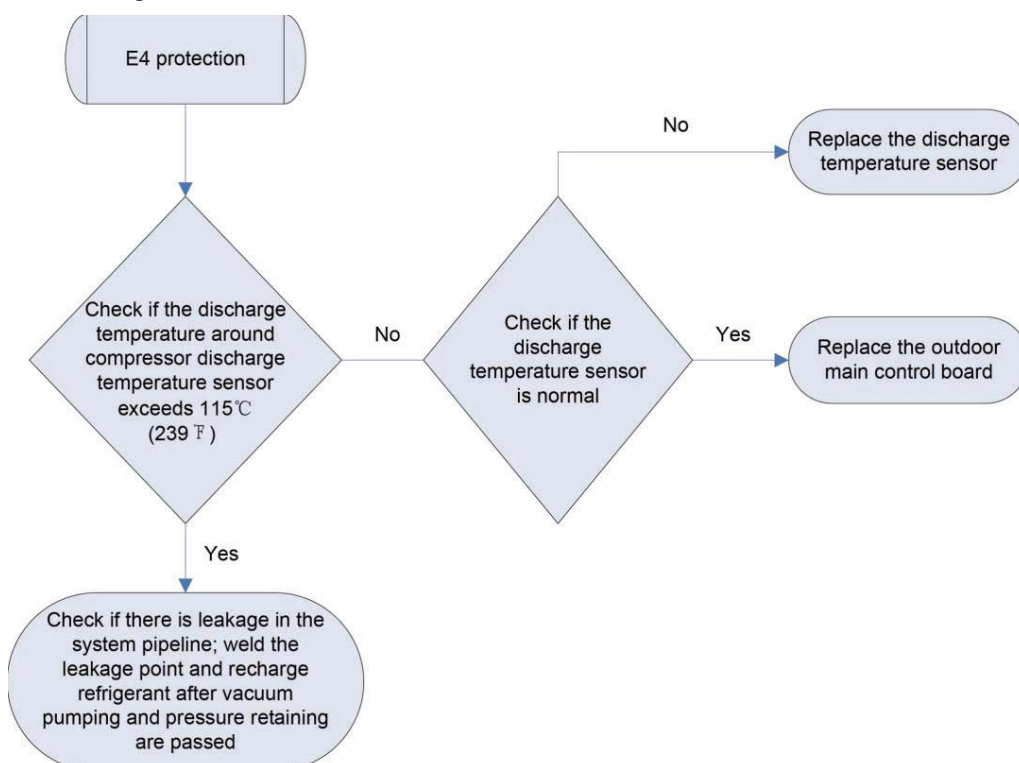 E4 protection
No
Replace the discharge
temperature sensor
Check if the discharge
temperature around
compressor discharge
temperature sensor
exceeds 115℃
(239 ℉)
No
Check if the
discharge
temperature sensor
is normal
Yes
Replace the outdoor
main control board
Yes
Check if there is leakage in the
system pipeline; weld the
leakage point and recharge
refrigerant after vacuum
pumping and pressure retaining
are passed